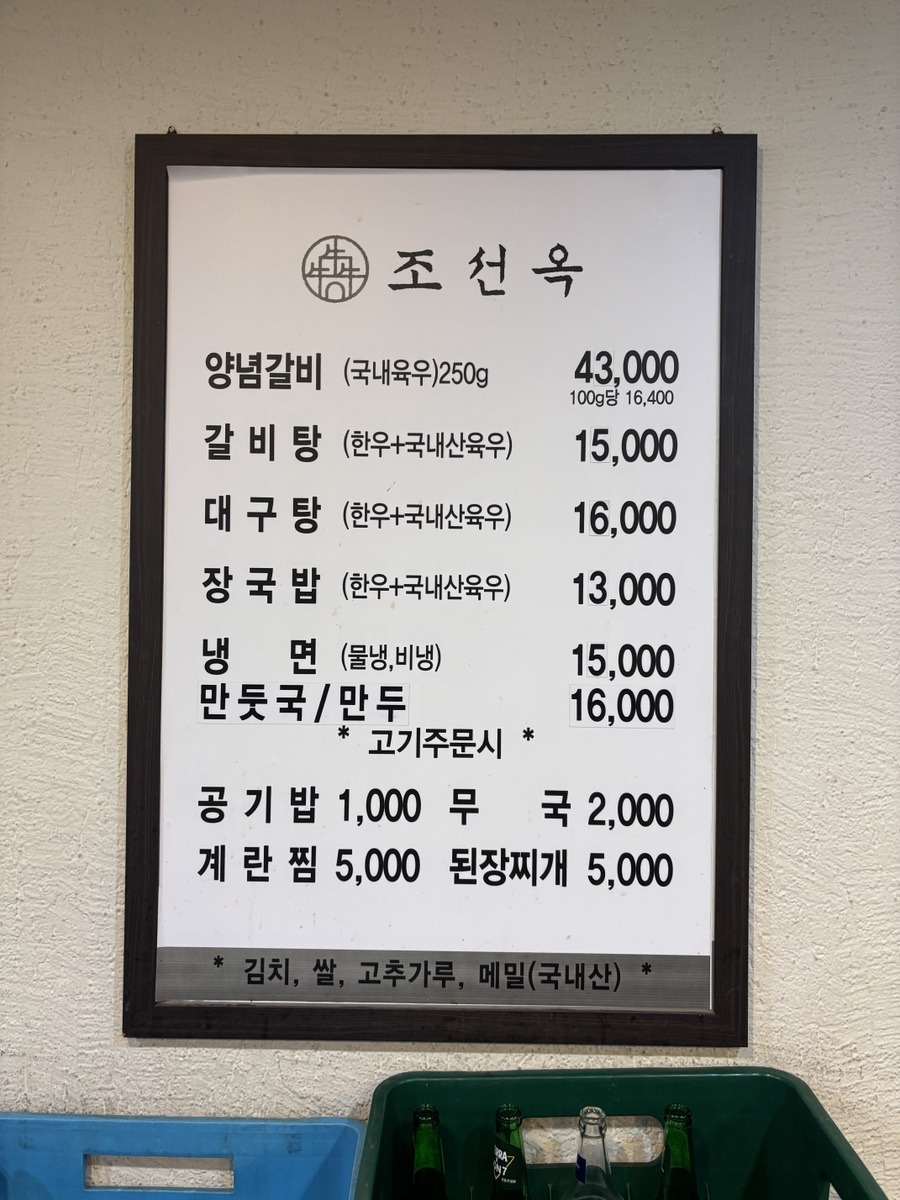 조선옥
양념갈비 (국내육우)250g 43,000
100g당 16,400
갈비탕 (한우+국내산육우) 15,000
대구탕 (한우+국내산육우) 16,000
장국밥 (한우+국내산육우) 13,000
냉면 (물냉,비냉) 15,000
만둣국/만두 16,000
* 고기주문시 *
공기밥 1,000 무국 2,000
계란찜 5,000 된장찌개 5,000
* 김치, 쌀, 고추가루, 메밀(국내산) *